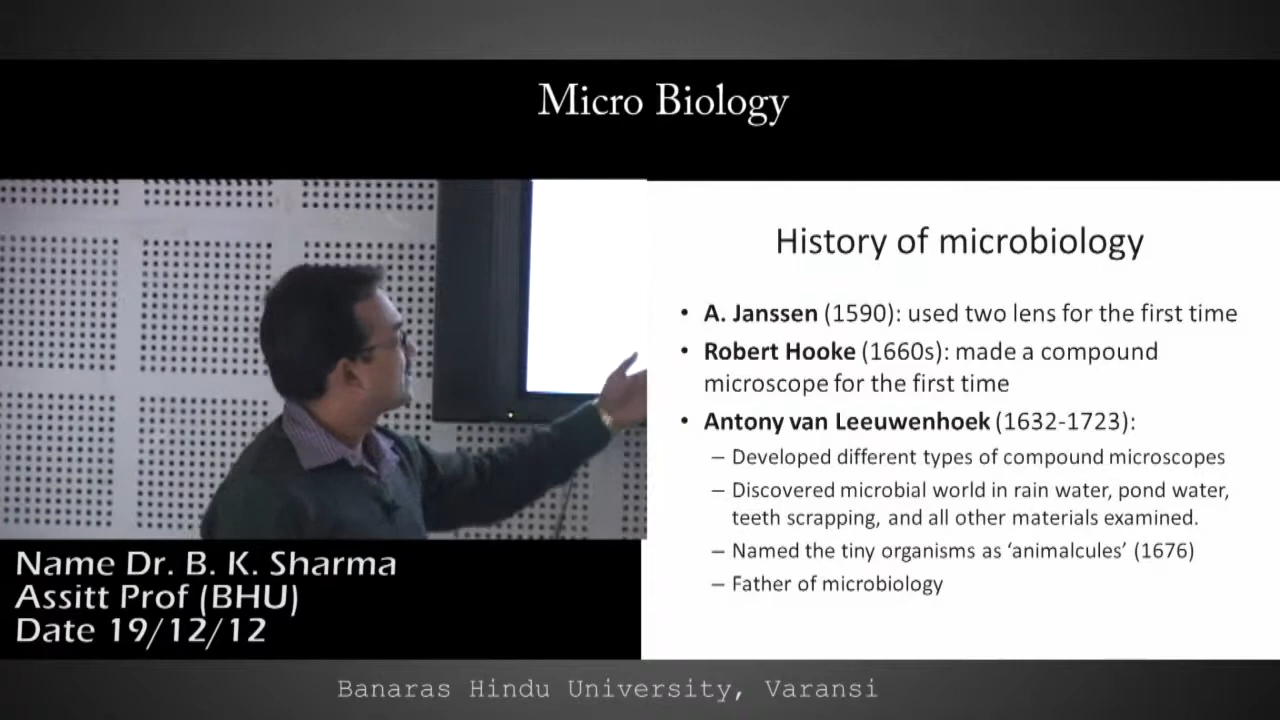 Micro Biology
History of microbiology
• A. Janssen (1590): used two lens for the first time
• Robert Hooke (1660s): made a compound
microscope for the first time
• Antony van Leeuwenhoek (1632-1723):
– Developed different types of compound microscopes
– Discovered microbial world in rain water, pond water,
teeth scrapping, and all other materials examined.
– Named the tiny organisms as ‘animalcules’ (1676)
– Father of microbiology
Name Dr. B. K. Sharma
Assitt Prof (BHU)
Date 19/12/12
Banaras Hindu University, Varansi